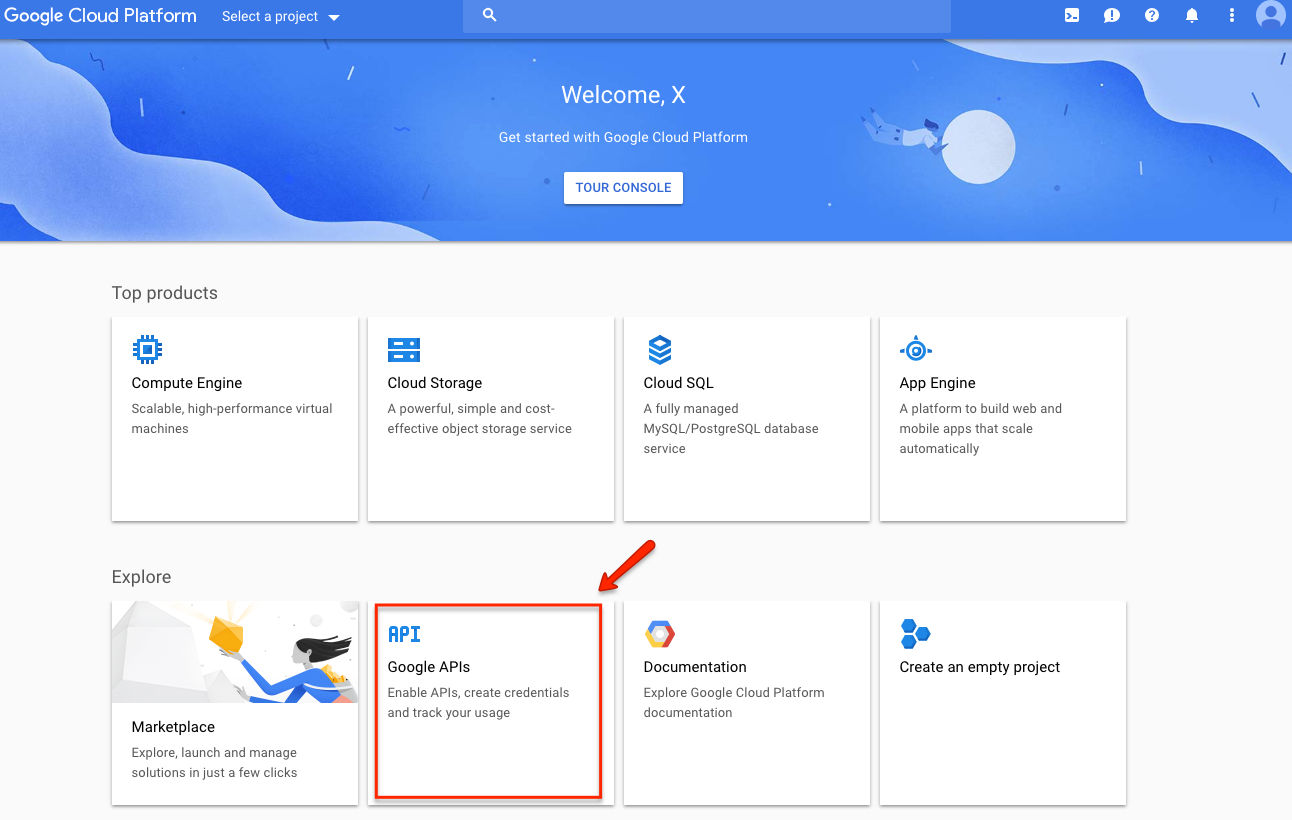 Google Cloud Platform Select a project
Welcome, X
Get started with Google Cloud Platform
TOUR CONSOLE
Top products
Compute Engine
Scalable, high-performance virtual
machines
Cloud Storage
A powerful, simple and cost-
effective object storage service
Cloud SQL
A fully managed
MySQL/PostgreSQL database
service
App Engine
A platform to build web and
mobile apps that scale
automatically
Explore
Marketplace
Explore, launch and manage
solutions in just a few clicks
API
Google APIs
Enable APIs, create credentials
and track your usage
Documentation
Explore Google Cloud Platform
documentation
Create an empty project